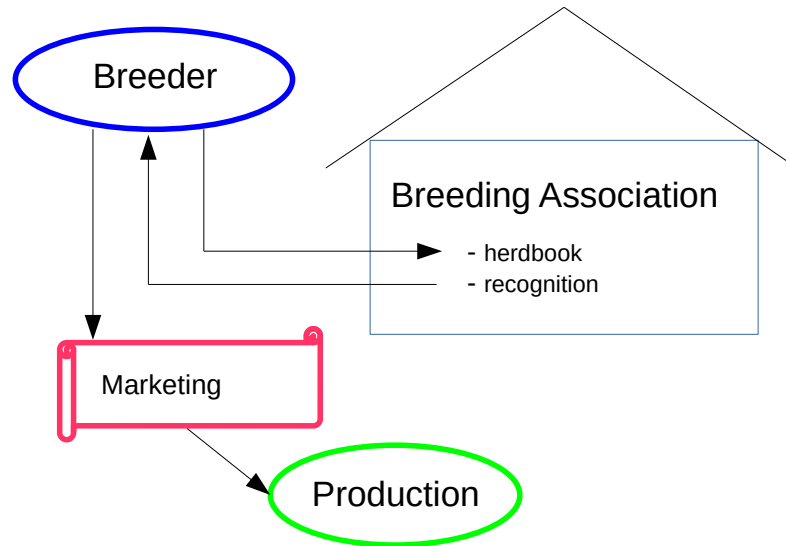 Breeder
Breeding Association
- herdbook
- recognition
Marketing
Production